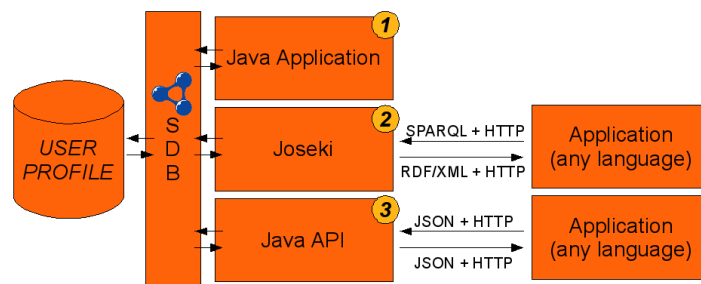 USER
PROFILE
S
D
B
1
Java Application
2
Joseki
SPARQL + HTTP
RDF/XML + HTTP
Application
(any language)
3
Java API
JSON + HTTP
JSON + HTTP
Application
(any language)